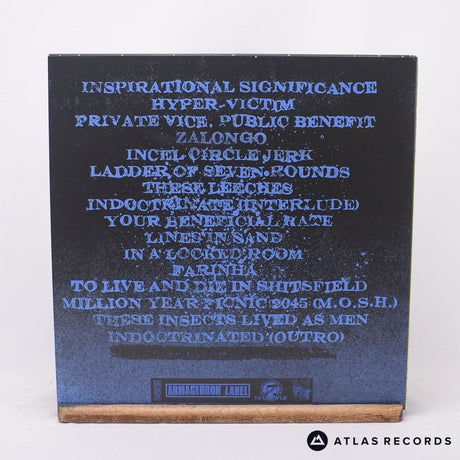 INSPIRATIONAL SIGNIFICANCE
HYPER-VICTIM
PRIVATE VICE, PUBLIC BENEFIT
ZALONGO
INCEL CIRCLE JERK
LADDER OF SEVEN ROUNDS
THESE LEECHES
INDOCTRINATE (INTERLUDE)
YOUR BENEFICIAL HATE
LINES IN SAND
IN A LOCKED ROOM
FARINHA
TO LIVE AND DIE IN SHITSFIELD
MILLION YEAR PICNIC 2045 (M.O.S.H.)
THESE INSECTS LIVED AS MEN
INDOCTRINATED (OUTRO)
ARMAGEDDON LABEL
ATLAS RECORDS